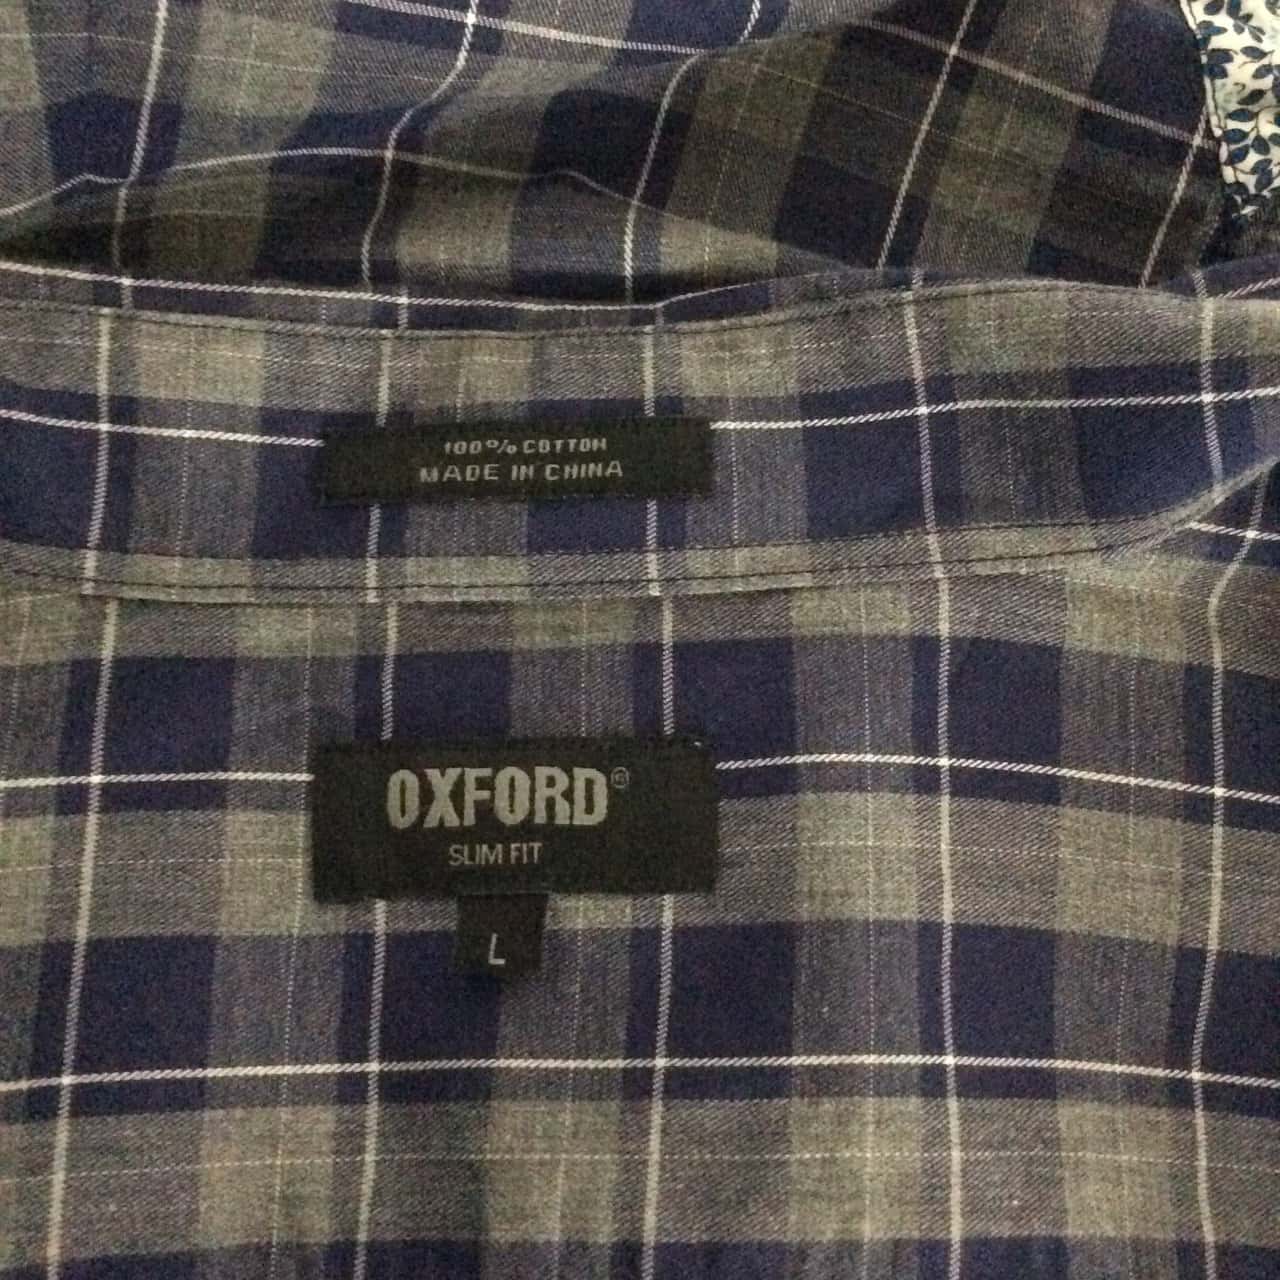 100% COTTON
MADE IN CHINA
OXFORD®
SLIM FIT
L